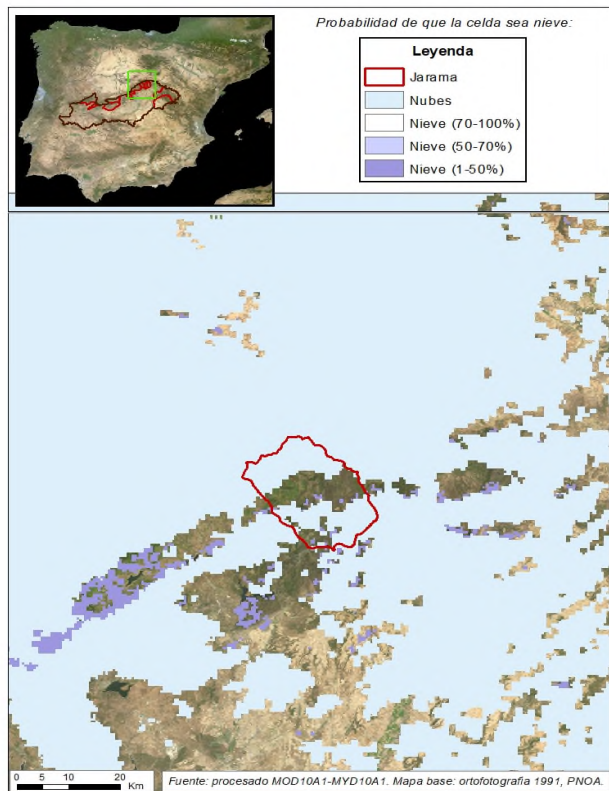 Probabilidad de que la celda sea nieve:
Leyenda
Jarama
Nubes
Nieve (70-100%)
Nieve (50-70%)
Nieve (1-50%)
0 5 10 20
Km
Fuente: procesado MOD10A1-MYD10A1. Mapa base: ortofotografía 1991, PNOA.